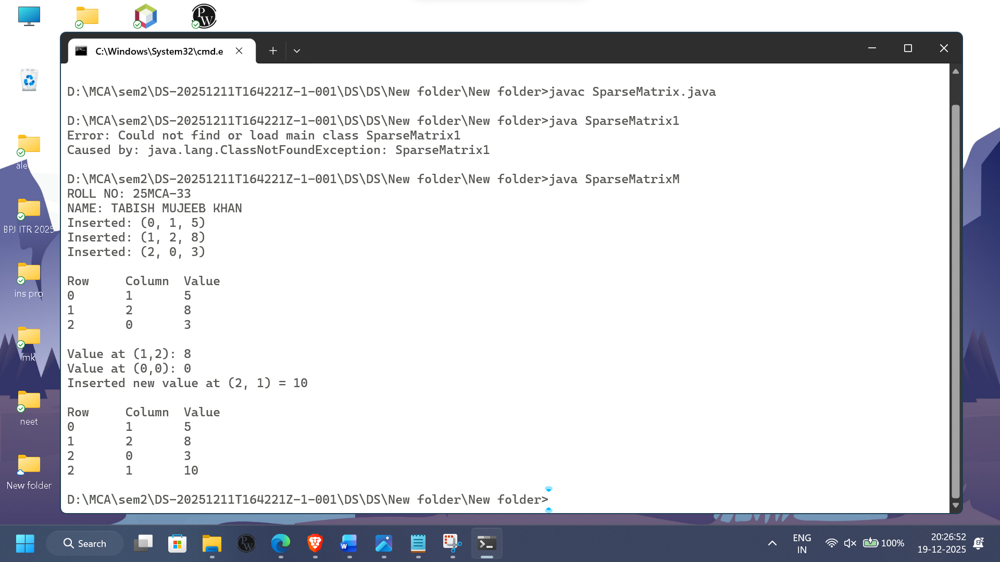 C:\Windows\System32\cmd.e
D:\MCA\sem2\DS-20251211T164221Z-1-001\DS\DS\New folder\New folder>javac SparseMatrix.java
D:\MCA\sem2\DS-20251211T164221Z-1-001\DS\DS\New folder\New folder>java SparseMatrix1
Error: Could not find or load main class SparseMatrix1
Caused by: java.lang.ClassNotFoundException: SparseMatrix1
D:\MCA\sem2\DS-20251211T164221Z-1-001\DS\DS\New folder\New folder>java SparseMatrixM
ROLL NO: 25MCA-33
NAME: TABISH MUJEEB KHAN
Inserted: (0, 1, 5)
Inserted: (1, 2, 8)
Inserted: (2, 0, 3)
Row Column Value
0 1 5
1 2 8
2 0 3
Value at (1,2): 8
Value at (0,0): 0
Inserted new value at (2, 1) = 10
Row Column Value
0 1 5
1 2 8
2 0 3
2 1 10
D:\MCA\sem2\DS-20251211T164221Z-1-001\DS\DS\New folder\New folder>
ale
BPJ ITR 2025
ins pro
mk
neet
New folder
PW
Search
PW
ENG
IN
100%
20:26:52
19-12-2025